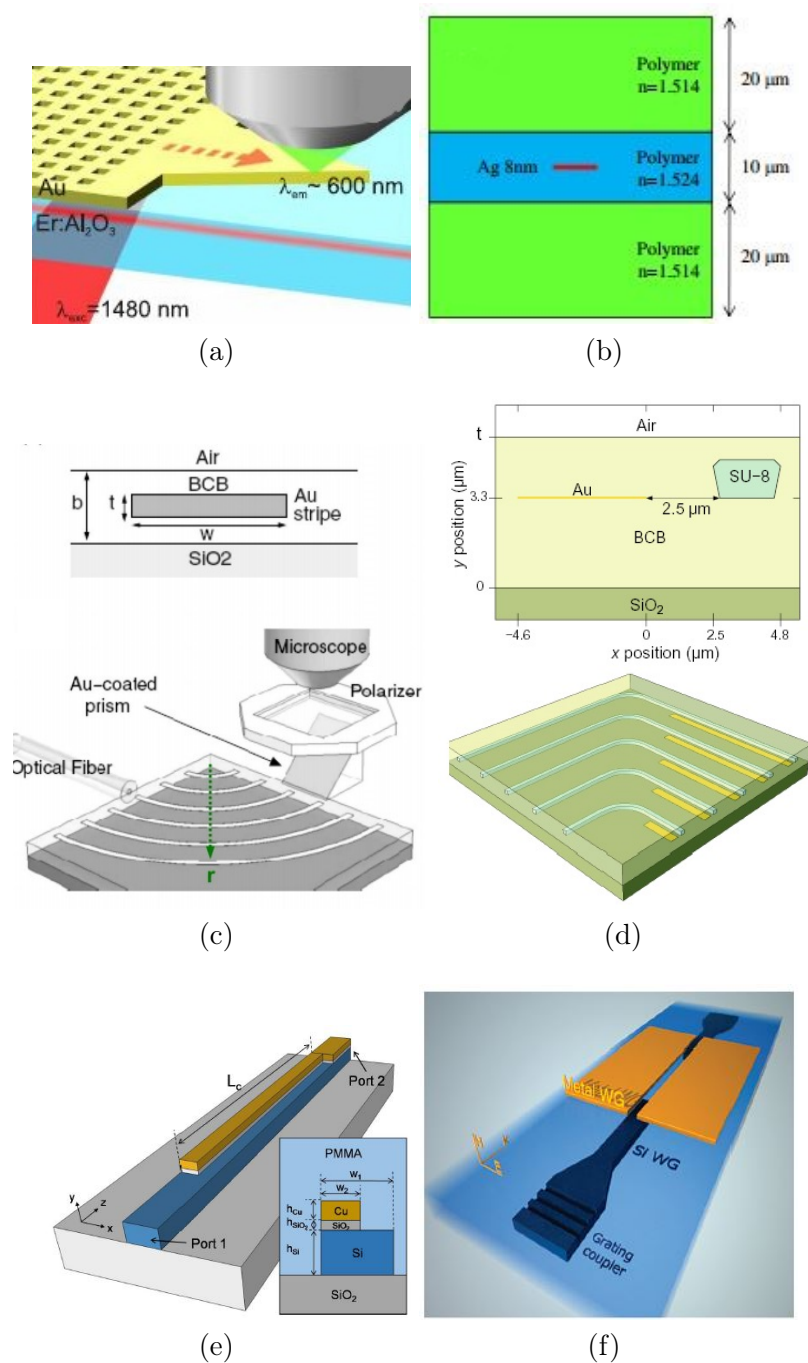 Au
Er:Al₂O₃
λem~ 600 nm
λexc=1480 nm
(a)
Polymer
n=1.514
20 μm
Ag 8nm
Polymer
n=1.524
10 μm
Polymer
n=1.514
20 μm
(b)
Air
BCB
b
t
Au
stripe
w
SiO2
Microscope
Au-coated
prism
Polarizer
Optical Fiber
r
(c)
Air
t
SU-8
Au
3.3
2.5 μm
BCB
y position (μm)
0
SiO₂
-4.6 0 2.5 4.8
x position (μm)
(d)
Lc
Port 2
y
z
x
Port 1
PMMA
w₁
w₂
hCu
Cu
hSiO₂
SiO₂
hSi
Si
SiO₂
(e)
Metal WG
Si WG
Grating
coupler
(f)